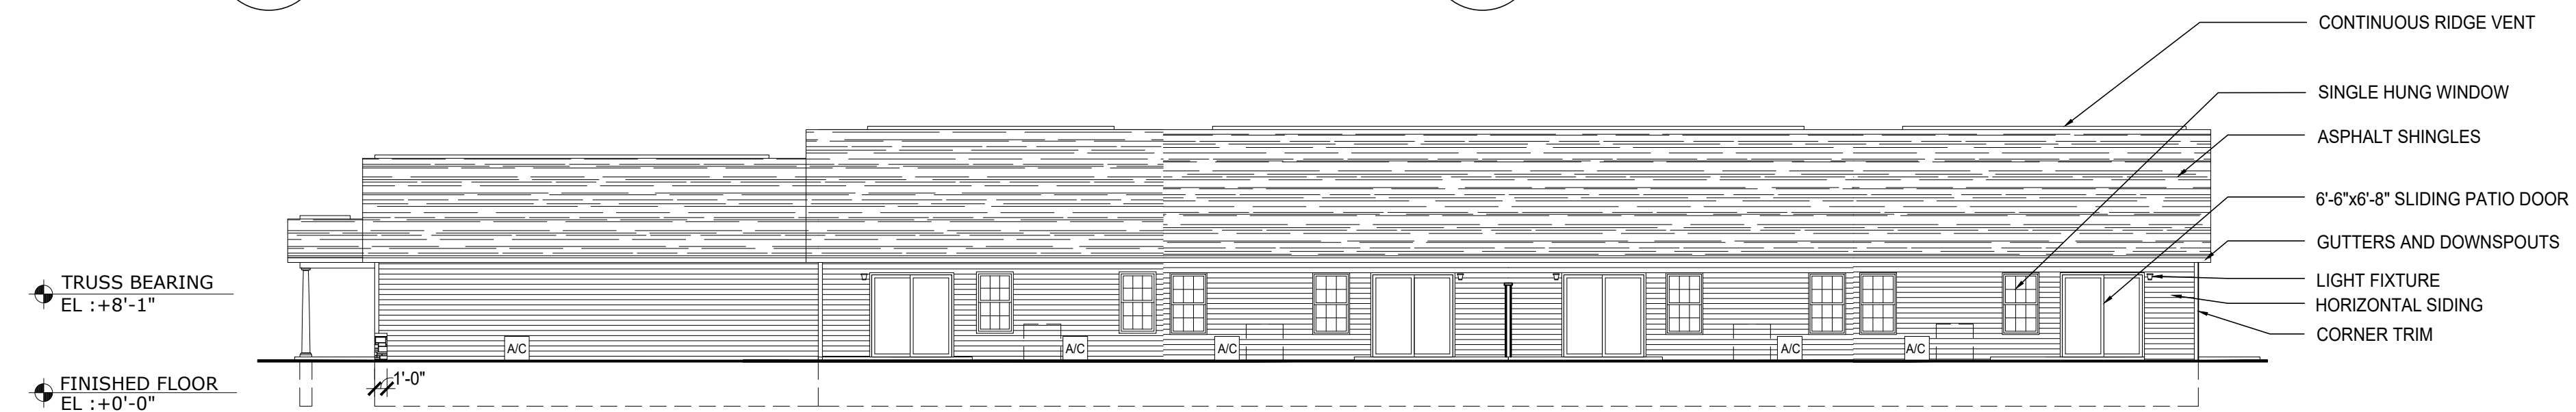 CONTINUOUS RIDGE VENT
SINGLE HUNG WINDOW
ASPHALT SHINGLES
6'-6"x6'-8" SLIDING PATIO DOOR
GUTTERS AND DOWNSPOUTS
LIGHT FIXTURE
HORIZONTAL SIDING
CORNER TRIM
TRUSS BEARING
EL :+8'-1"
A/C
A/C
A/C
A/C
A/C
FINISHED FLOOR
EL :+0'-0"
1'-0"